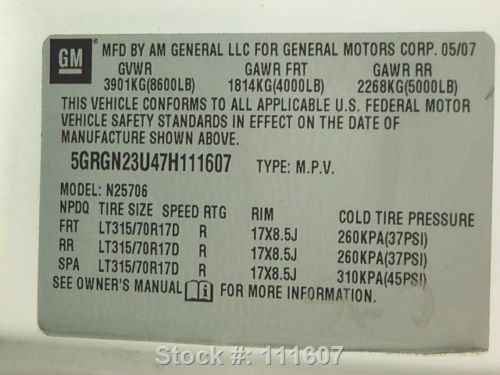 GM MFD BY AM GENERAL LLC FOR GENERAL MOTORS CORP. 05/07
GVWR GAWR FRT GAWR RR
3901KG(8600LB) 1814KG(4000LB) 2268KG(5000LB)
THIS VEHICLE CONFORMS TO ALL APPLICABLE U.S. FEDERAL MOTOR
VEHICLE SAFETY STANDARDS IN EFFECT ON THE DATE OF
MANUFACTURE SHOWN ABOVE.
5GRGN23U47H111607 TYPE: M.P.V.
MODEL: N25706
NPDQ TIRE SIZE SPEED RTG RIM COLD TIRE PRESSURE
FRT LT315/70R17D R 17X8.5J 260KPA(37PSI)
RR LT315/70R17D R 17X8.5J 260KPA(37PSI)
SPA LT315/70R17D R 17X8.5J 310KPA(45PSI)
SEE OWNER'S MANUAL FOR MORE INFORMATION.
Stock #: 111607